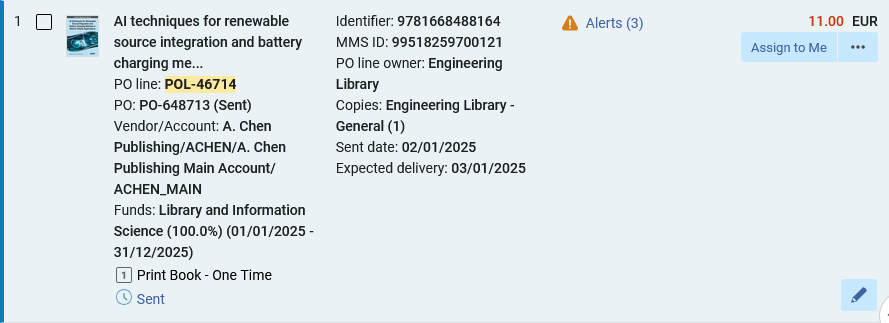 1
AI techniques for renewable
source integration and battery
charging me...
PO line: POL-46714
PO: PO-648713 (Sent)
Vendor/Account: A. Chen
Publishing/ACHEN/A. Chen
Publishing Main Account/
ACHEN_MAIN
Funds: Library and Information
Science (100.0%) (01/01/2025 -
31/12/2025)
1 Print Book - One Time
Sent
Identifier: 9781668488164
MMS ID: 99518259700121
PO line owner: Engineering
Library
Copies: Engineering Library -
General (1)
Sent date: 02/01/2025
Expected delivery: 03/01/2025
Alerts (3)
11.00 EUR
Assign to Me